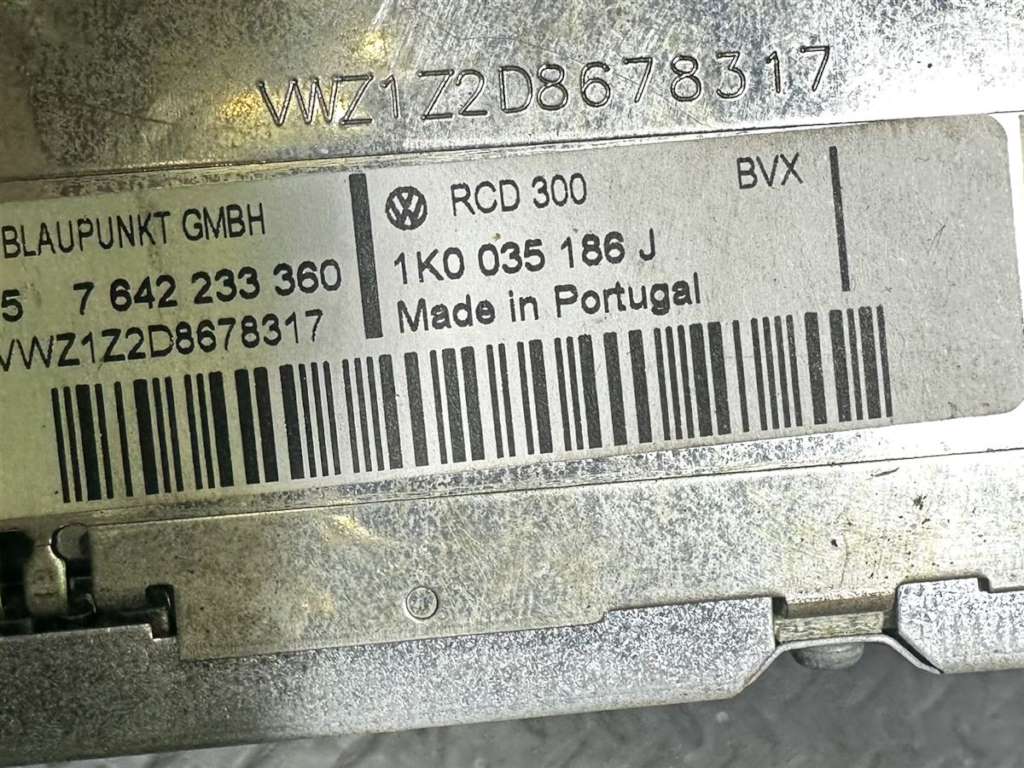 VWZ1Z2D8678317
BLAUPUNKT GMBH
5 7 642 233 360
VWZ1Z2D8678317
RCD 300
BVX
1K0 035 186 J
Made in Portugal